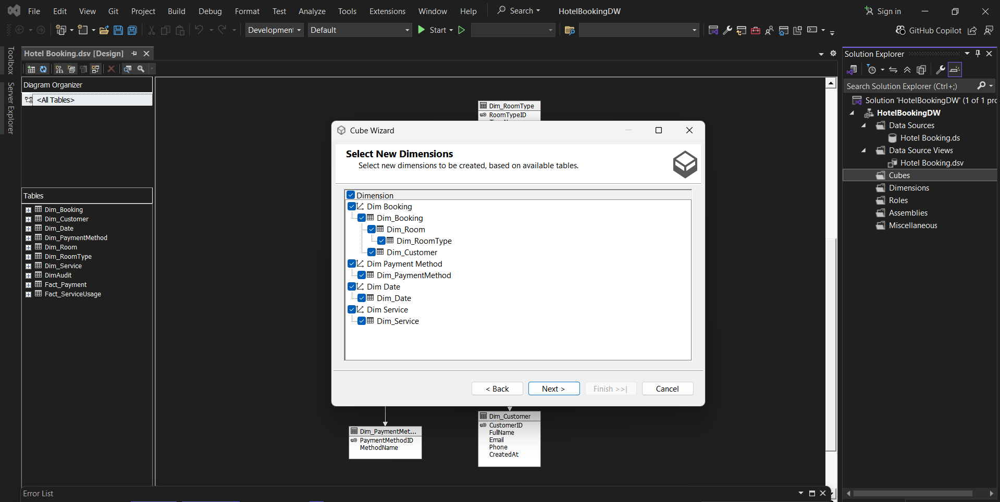 File Edit View Git Project Build Debug Format Test Analyze Tools Extensions Window Help Search HotelBookingDW Sign in
Development Default Start GitHub Copilot
Toolbox
Server Explorer
Hotel Booking.dsv [Design]
Diagram Organizer
<All Tables>
Tables
Dim_Booking
Dim_Customer
Dim_Date
Dim_PaymentMethod
Dim_Room
Dim_RoomType
Dim_Service
DimAudit
Fact_Payment
Fact_ServiceUsage
Dim_RoomType
RoomTypeID
Cube Wizard
Select New Dimensions
Select new dimensions to be created, based on available tables.
Dimension
Dim Booking
Dim_Booking
Dim_Room
Dim_RoomType
Dim_Customer
Dim Payment Method
Dim_PaymentMethod
Dim Date
Dim_Date
Dim Service
Dim_Service
< Back Next > Finish >>| Cancel
Dim_PaymentMet...
PaymentMethodID
MethodName
Dim_Customer
CustomerID
FullName
Email
Phone
CreatedAt
Solution Explorer
Search Solution Explorer (Ctrl+;)
Solution 'HotelBookingDW' (1 of 1 pro
HotelBookingDW
Data Sources
Hotel Booking.ds
Data Source Views
Hotel Booking.dsv
Cubes
Dimensions
Roles
Assemblies
Miscellaneous
Error List